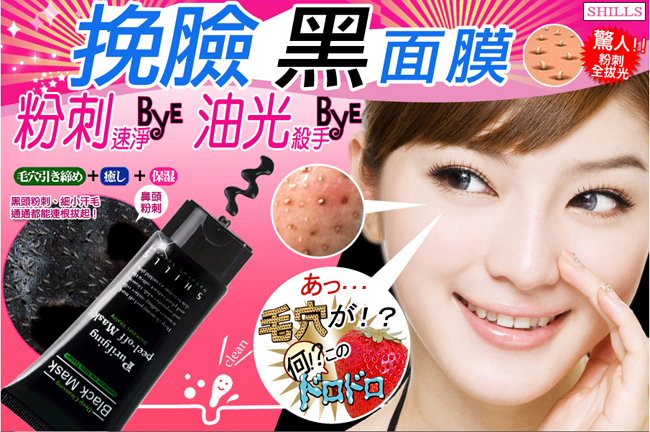 SHILLS
挽臉 黑 面膜
驚人!!
粉刺
全拔光
粉刺速淨 Bye 油光殺手 Bye
毛穴引き締め + 癒し + 保湿
黑頭粉刺、細小汗毛
通通都能連根拔起!
鼻頭
粉刺
SHILLS
Purifying
peel-off Mask
Deep Cleansing
Black Mask
clean
あっ…
毛穴が!?
何!?この
ドロドロ